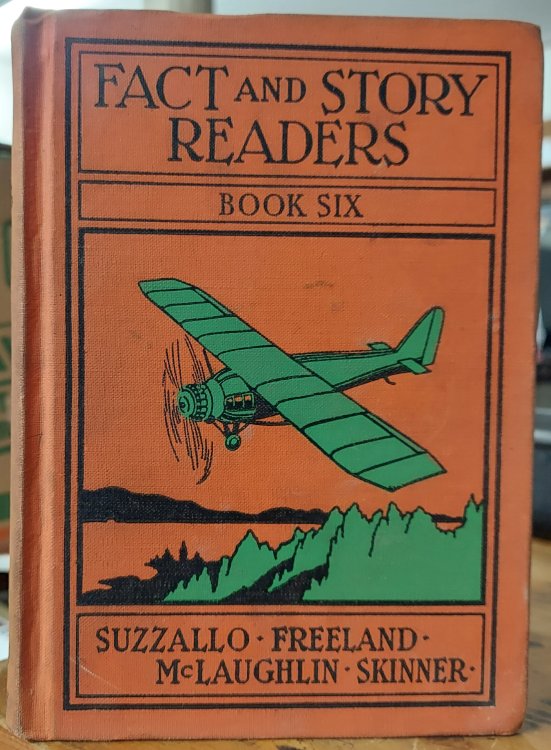 FACT AND STORY
READERS
BOOK SIX
SUZZALLO · FREELAND ·
McLAUGHLIN · SKINNER ·